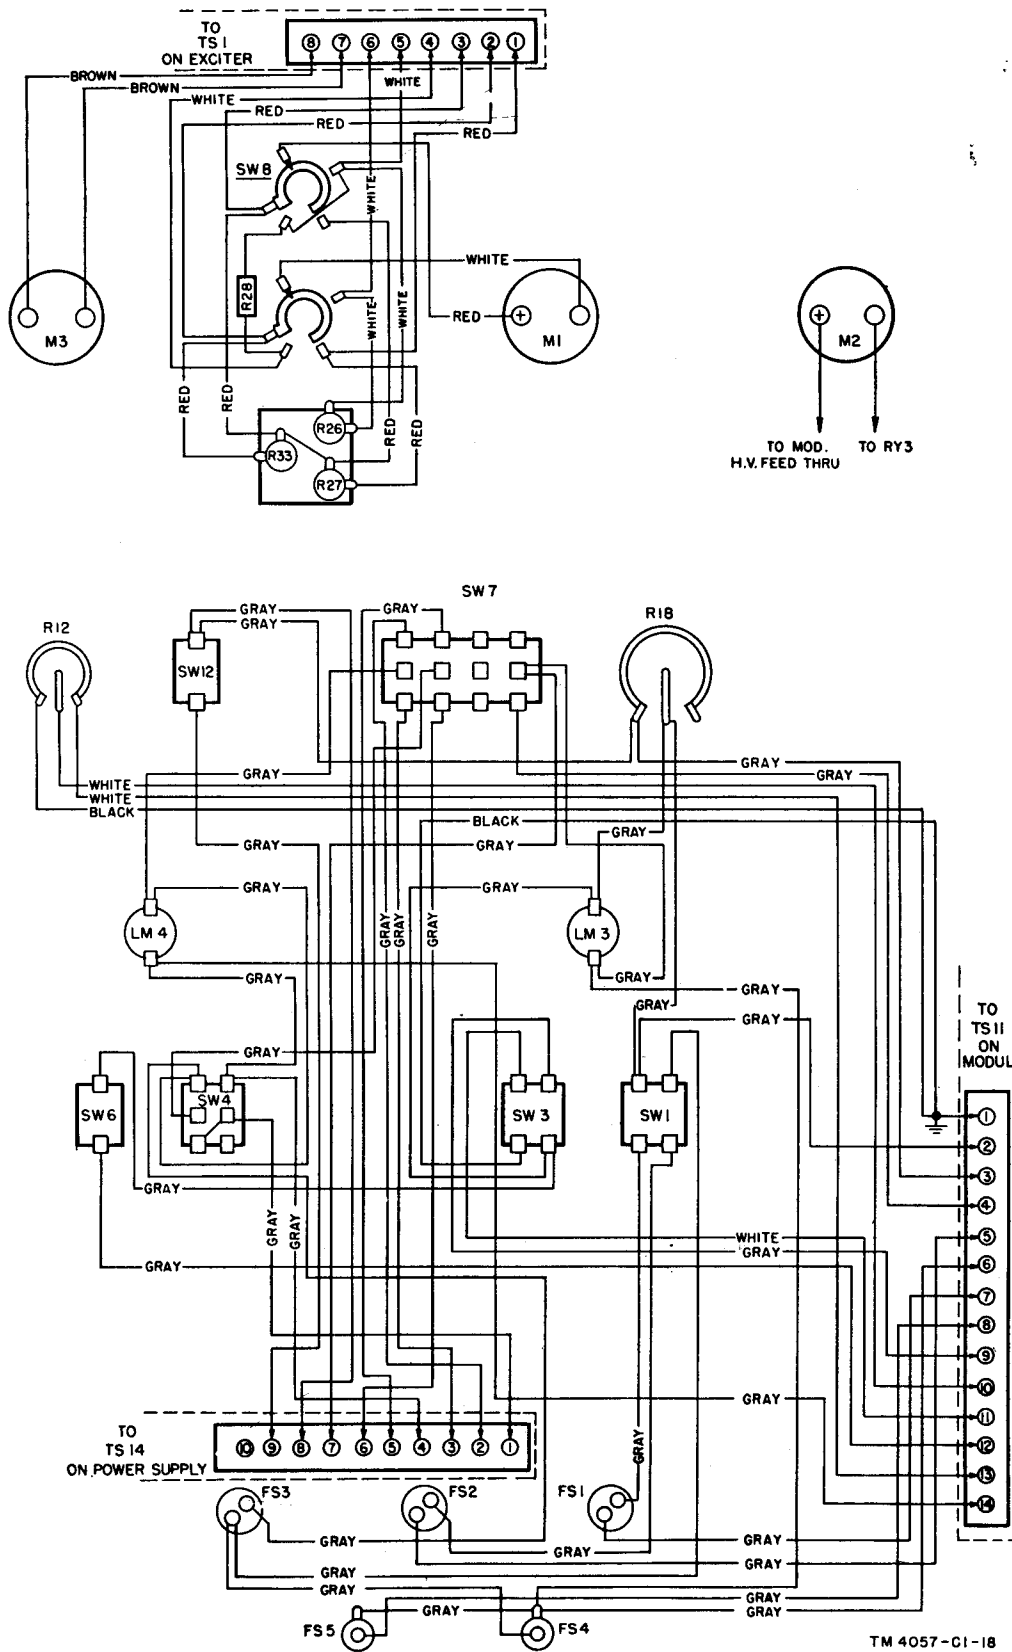 TO
TS 1
ON EXCITER
8 7 6 5 4 3 2 1
BROWN
BROWN
WHITE
WHITE
RED
RED
RED
SW 8
WHITE
WHITE
R28
WHITE
WHITE
RED
M3
M1
M2
RED
RED
RED
RED
R26
R33
R27
TO MOD.
H.V. FEED THRU
TO RY3
SW 7
GRAY
GRAY
GRAY
R12
R18
SW12
GRAY
GRAY
GRAY
WHITE
WHITE
BLACK
BLACK
GRAY
GRAY
GRAY
GRAY
GRAY
LM 4
GRAY
GRAY
GRAY
LM 3
GRAY
GRAY
GRAY
GRAY
GRAY
GRAY
TO
TS 11
ON
MODUL
SW6
SW4
SW 3
SW1
1
2
3
4
5
6
7
8
9
10
11
12
13
14
GRAY
GRAY
GRAY
WHITE
GRAY
GRAY
GRAY
TO
TS 14
ON POWER SUPPLY
10 9 8 7 6 5 4 3 2 1
GRAY
FS3
FS2
FS1
GRAY
GRAY
GRAY
GRAY
GRAY
GRAY
GRAY
GRAY
GRAY
FS5
FS4
TM 4057-C1-18